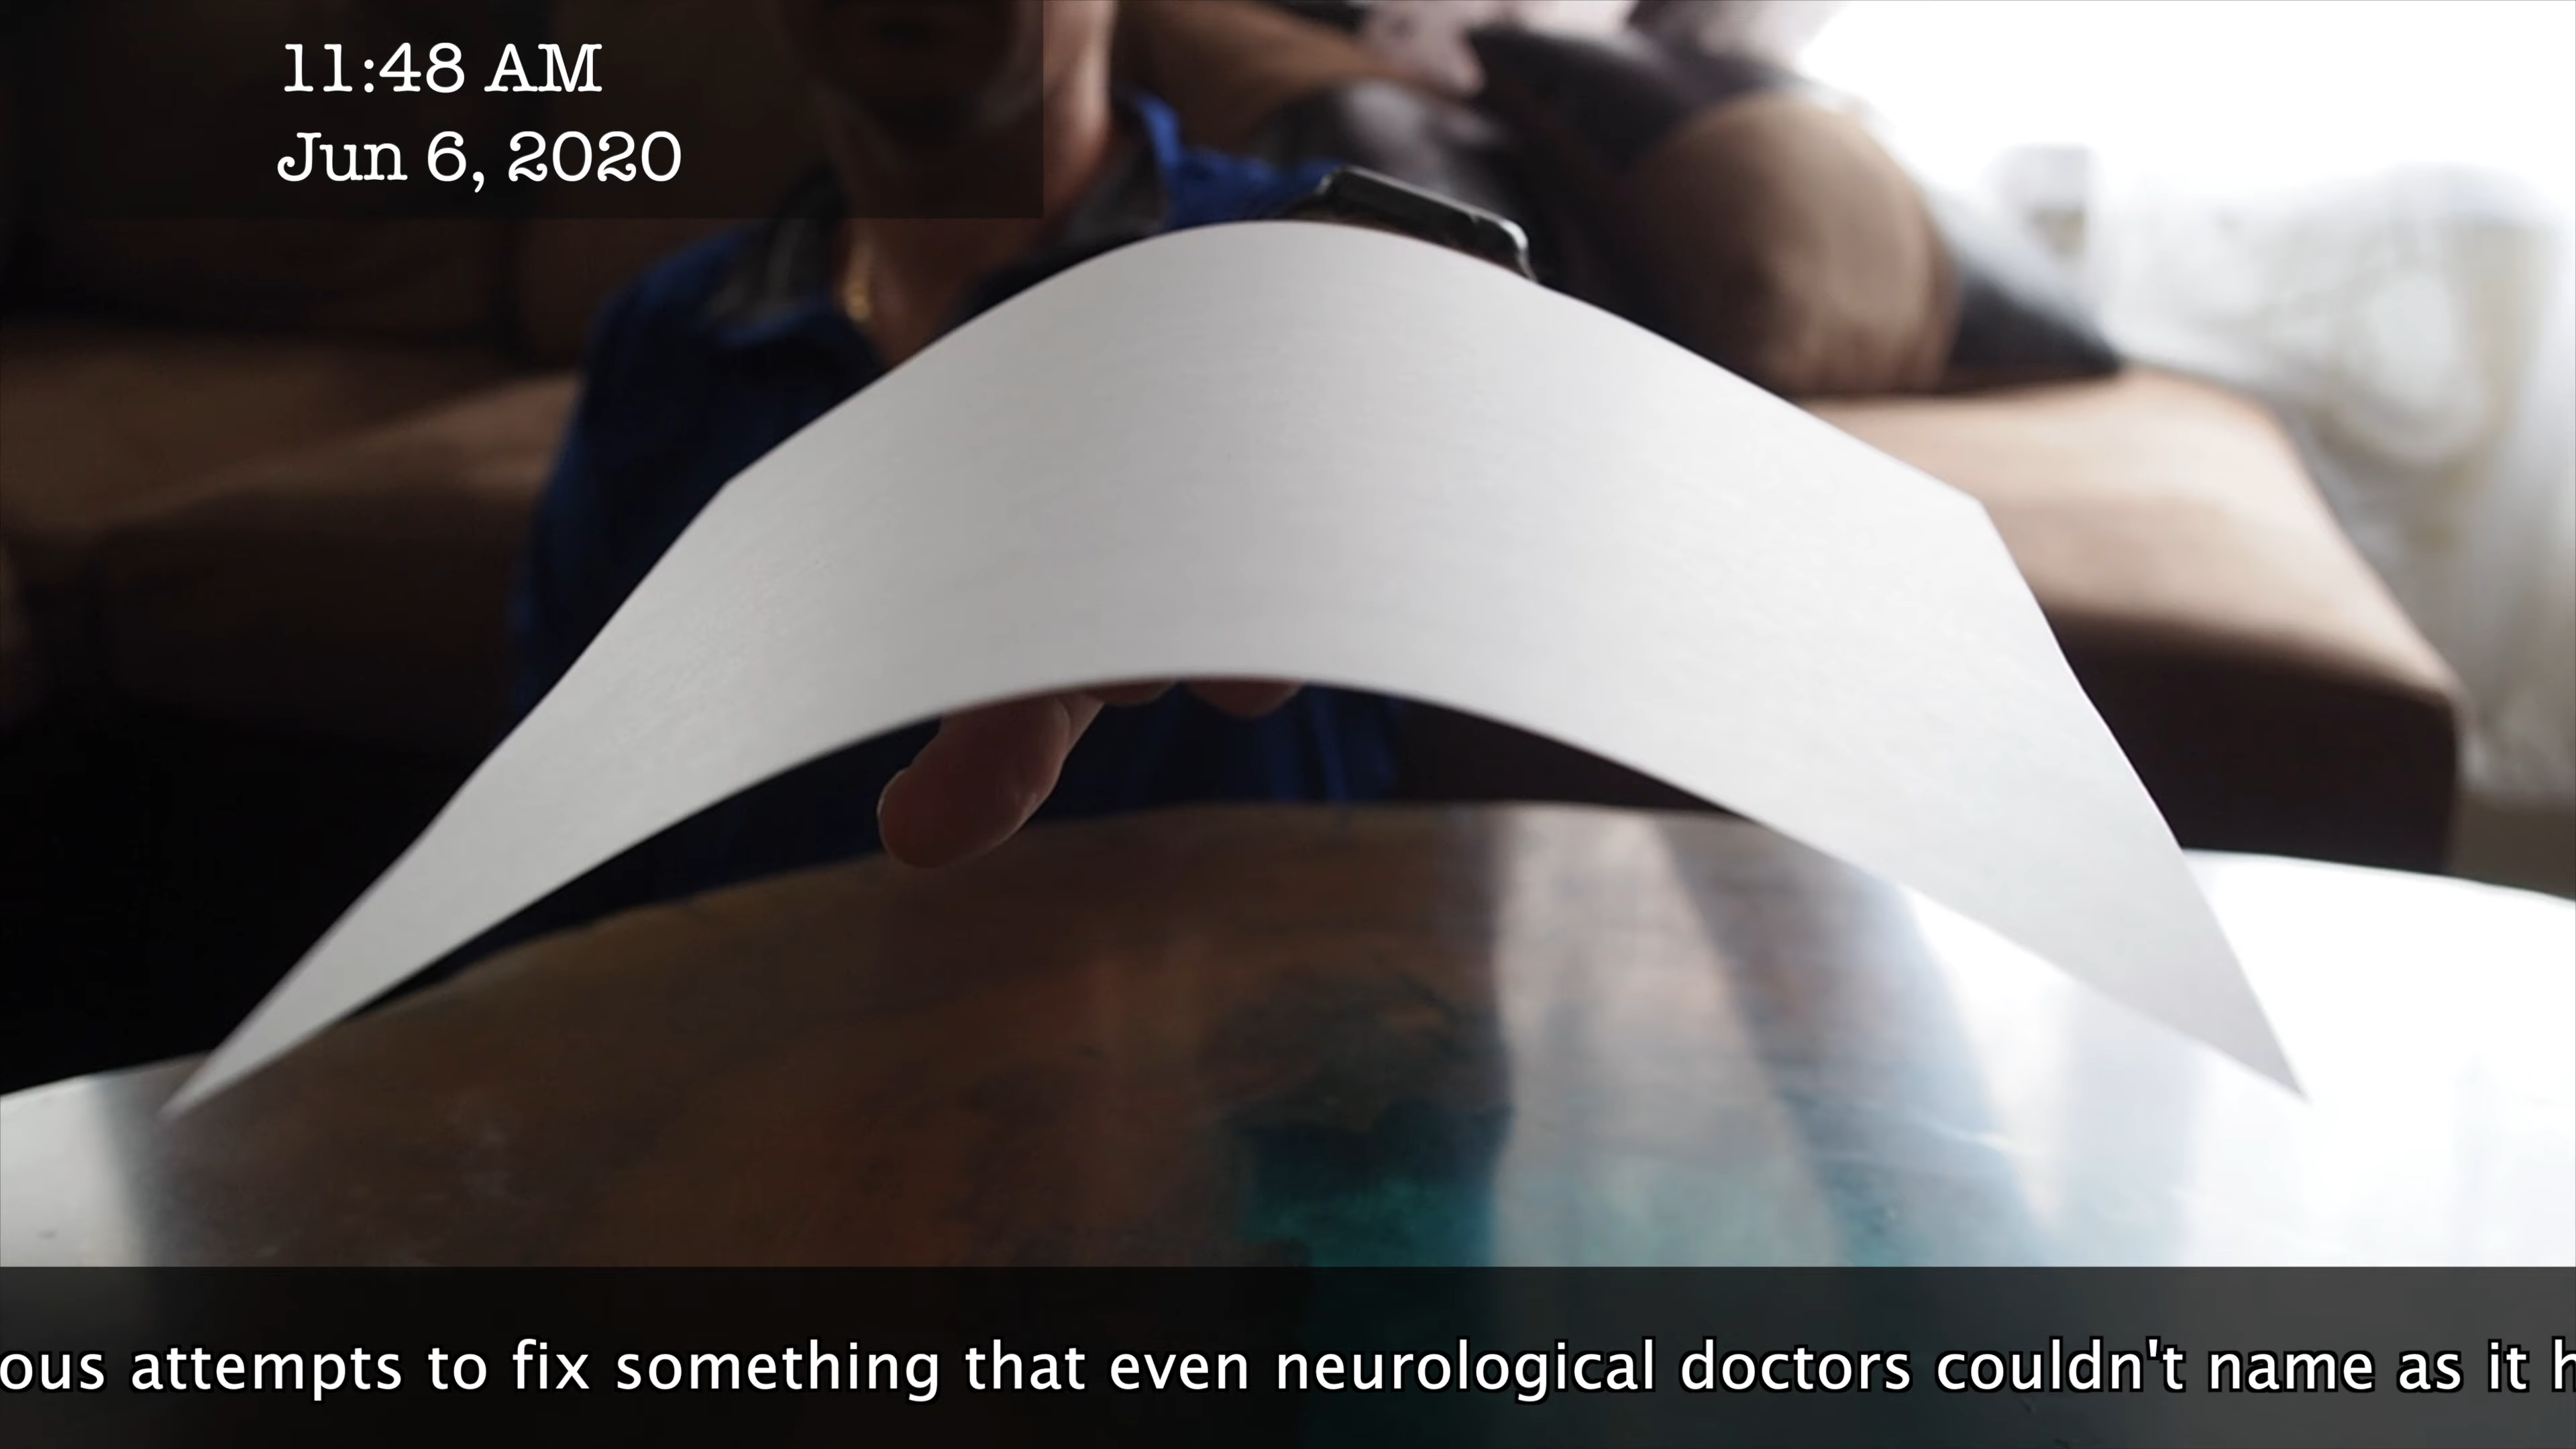 11:48 AM
Jun 6, 2020
ous attempts to fix something that even neurological doctors couldn't name as it h